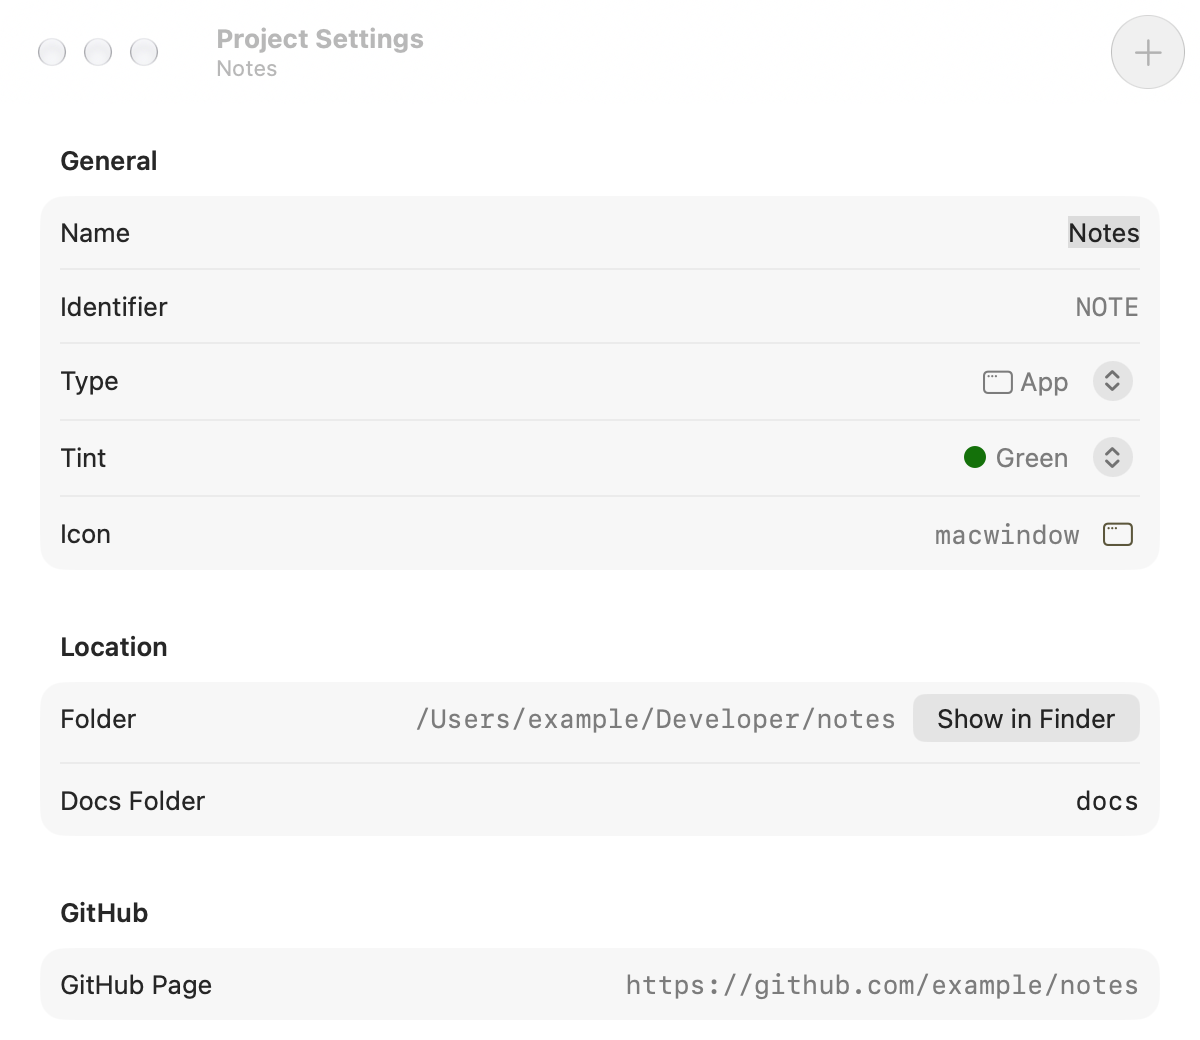 Project Settings
Notes
General
Name Notes
Identifier NOTE
Type App
Tint Green
Icon macwindow
Location
Folder /Users/example/Developer/notes Show in Finder
Docs Folder docs
GitHub
GitHub Page https://github.com/example/notes